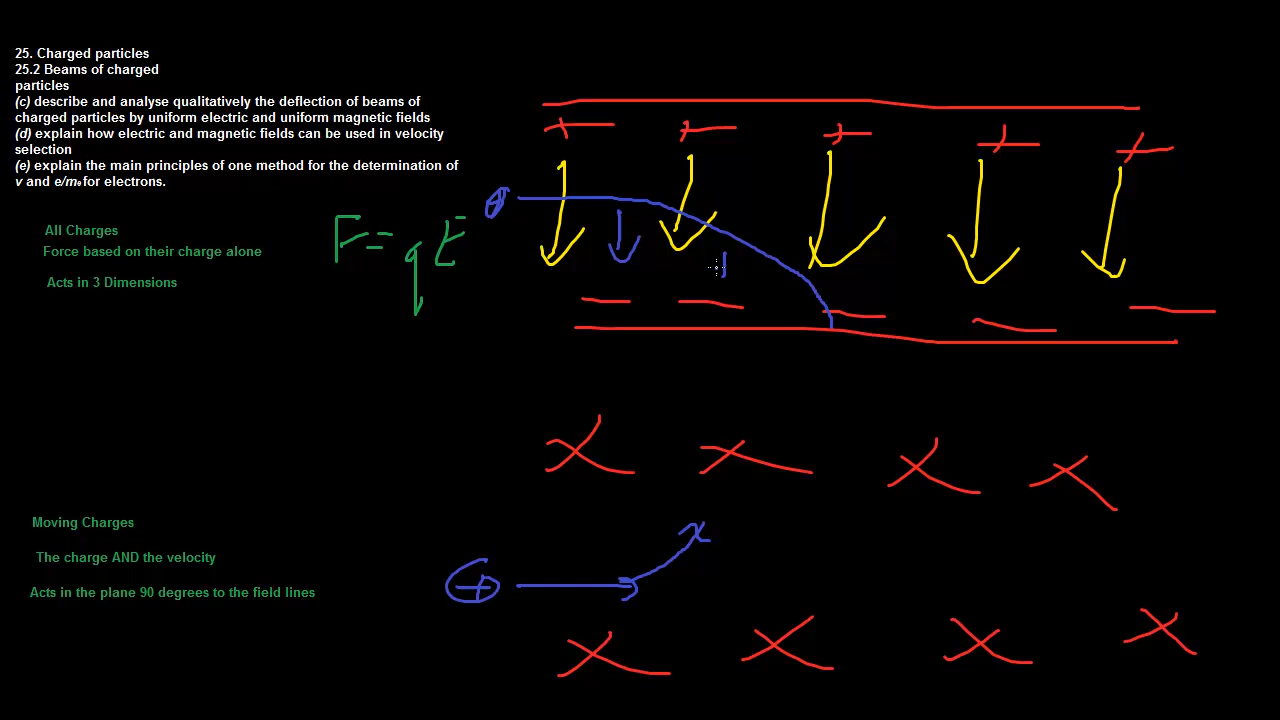 25. Charged particles
25.2 Beams of charged
particles
(c) describe and analyse qualitatively the deflection of beams of
charged particles by uniform electric and uniform magnetic fields
(d) explain how electric and magnetic fields can be used in velocity
selection
(e) explain the main principles of one method for the determination of
v and e/mₑ for electrons.
All Charges
Force based on their charge alone
Acts in 3 Dimensions
F = qE
Moving Charges
The charge AND the velocity
Acts in the plane 90 degrees to the field lines